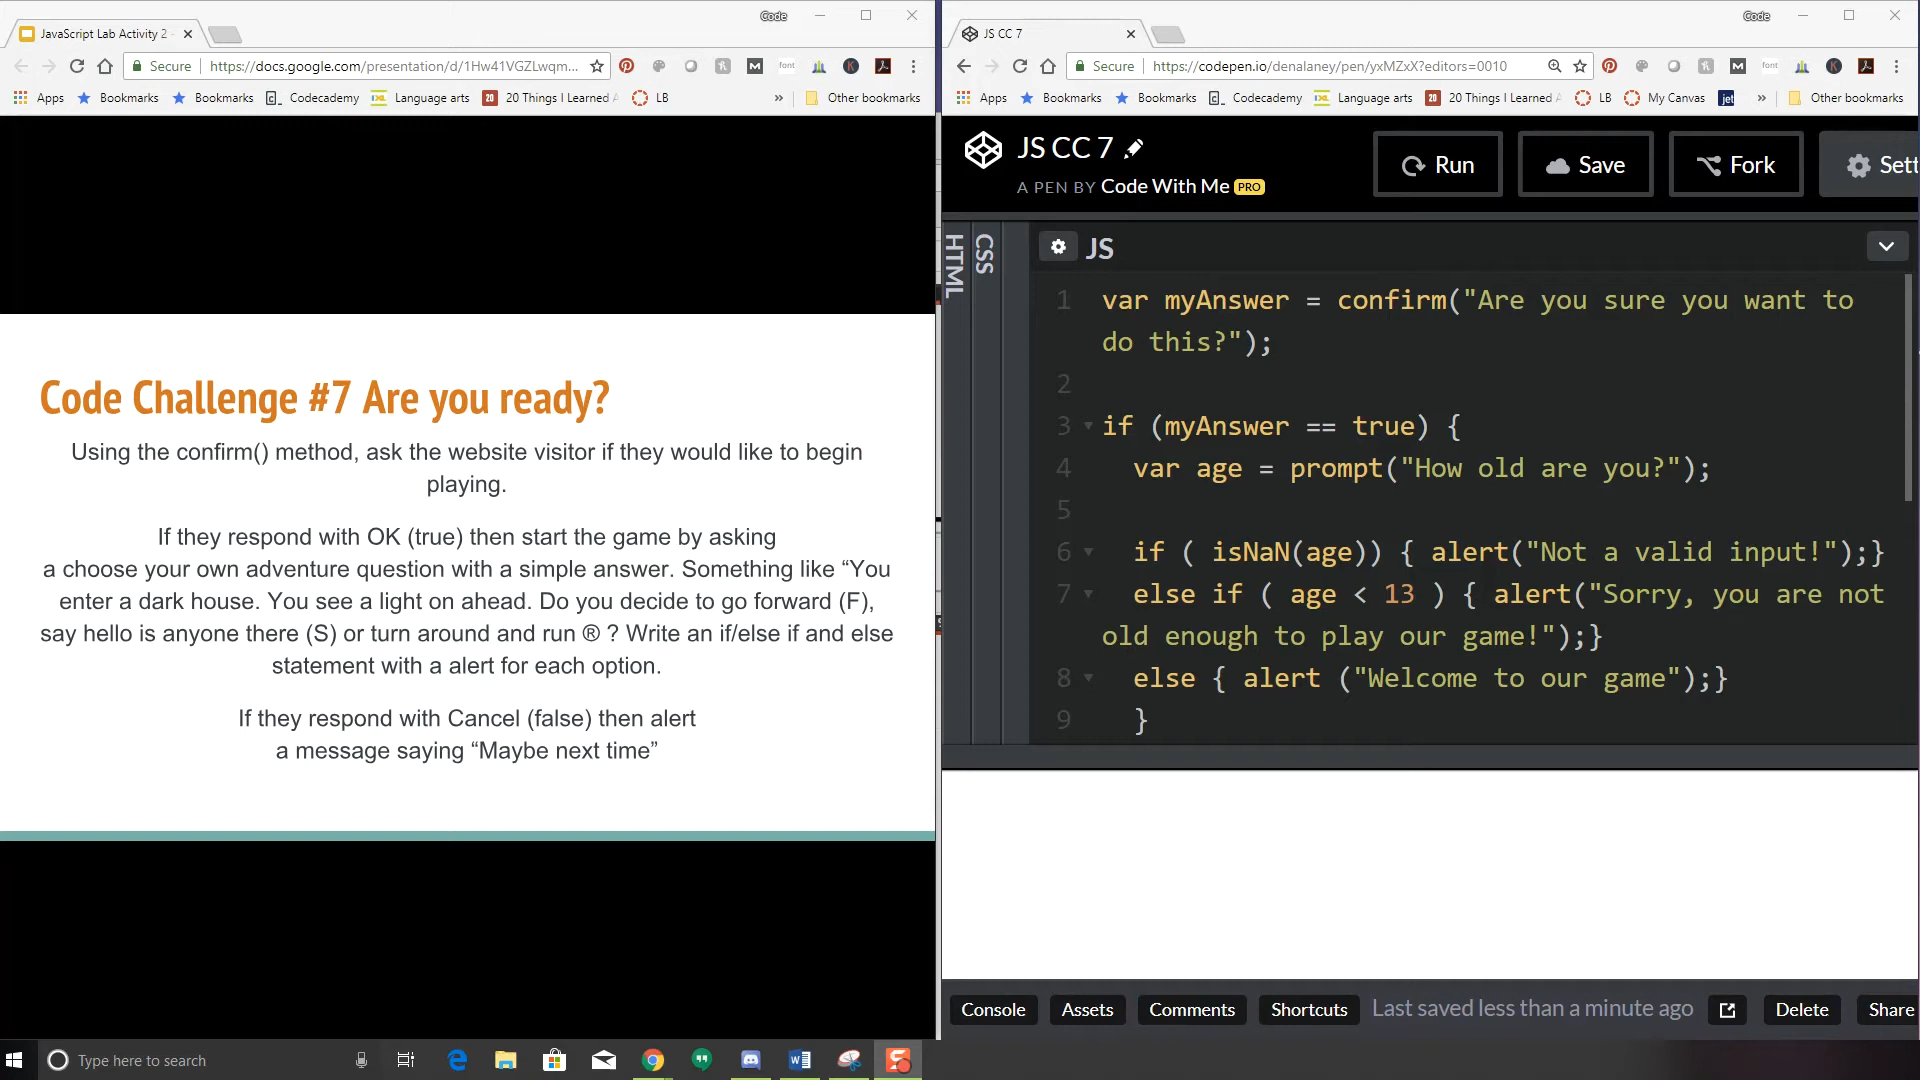 Code
JavaScript Lab Activity 2
Secure
https://docs.google.com/presentation/d/1Hw41VGZLwqm...
font
Apps
Bookmarks
Bookmarks
Codecademy
Language arts
20 Things I Learned
LB
»
Other bookmarks
Code Challenge #7 Are you ready?
Using the confirm() method, ask the website visitor if they would like to begin
playing.
If they respond with OK (true) then start the game by asking
a choose your own adventure question with a simple answer. Something like “You
enter a dark house. You see a light on ahead. Do you decide to go forward (F),
say hello is anyone there (S) or turn around and run ® ? Write an if/else if and else
statement with a alert for each option.
If they respond with Cancel (false) then alert
a message saying “Maybe next time”
Code
JS CC 7
Secure
https://codepen.io/denalaney/pen/yxMZxX?editors=0010
font
Apps
Bookmarks
Bookmarks
Codecademy
Language arts
20 Things I Learned
LB
My Canvas
jet
»
Other bookmarks
JS CC 7
A PEN BY Code With Me PRO
Run
Save
Fork
Sett
HTML
CSS
JS
1 var myAnswer = confirm("Are you sure you want to
do this?");
2
3 if (myAnswer == true) {
4 var age = prompt("How old are you?");
5
6 if ( isNaN(age)) { alert("Not a valid input!");}
7 else if ( age < 13 ) { alert("Sorry, you are not
old enough to play our game!");}
8 else { alert ("Welcome to our game");}
9 }
Console
Assets
Comments
Shortcuts
Last saved less than a minute ago
Delete
Share
Type here to search